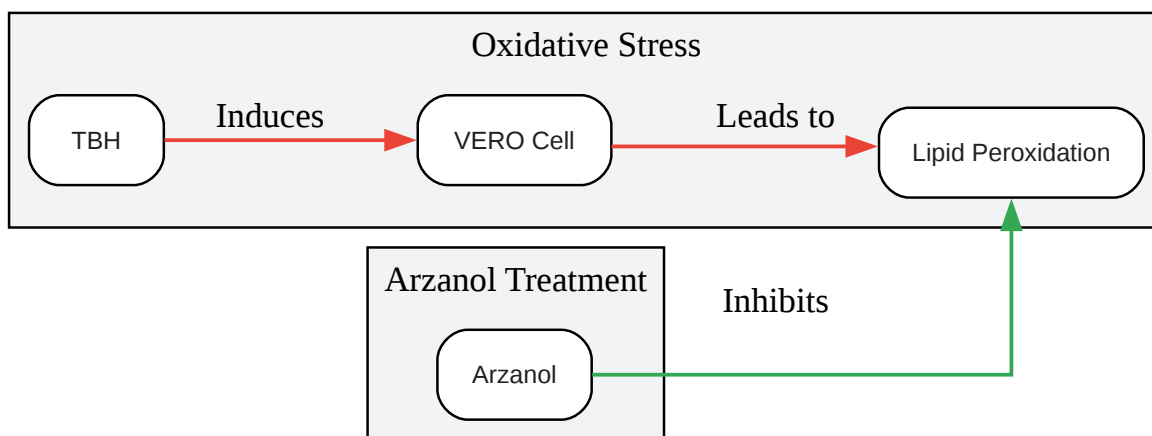 Oxidative Stress
Induces
Leads to
TBH
VERO Cell
Lipid Peroxidation
Arzanol Treatment
Inhibits
Arzanol